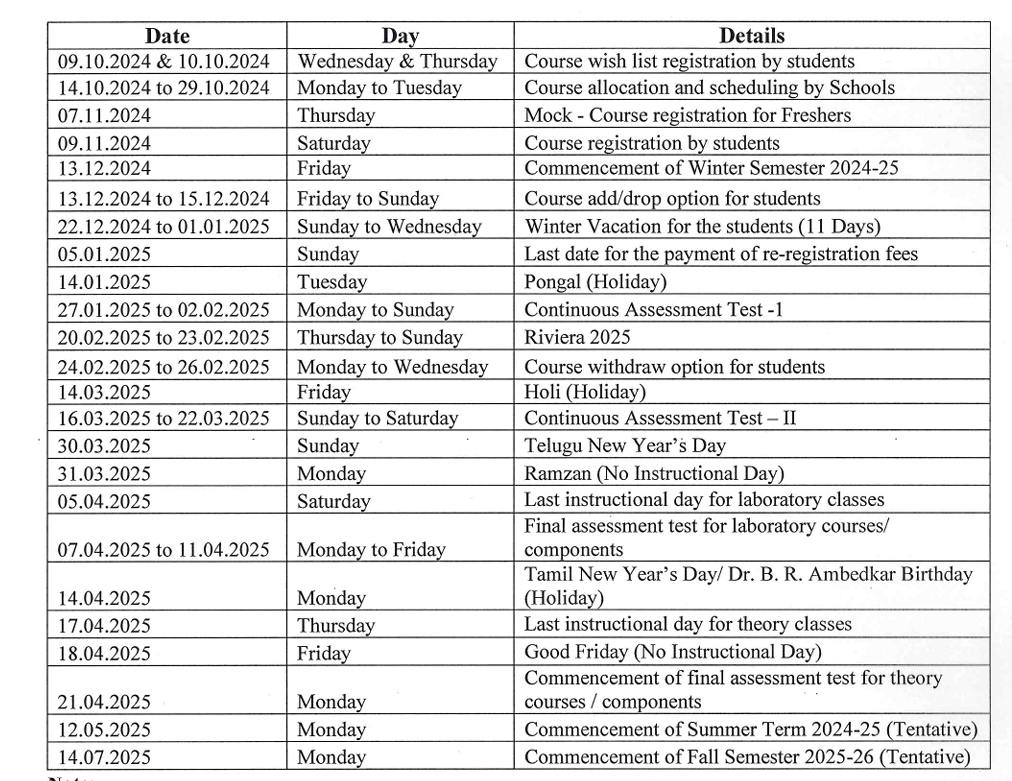 Date Day Details
09.10.2024 & 10.10.2024 Wednesday & Thursday Course wish list registration by students
14.10.2024 to 29.10.2024 Monday to Tuesday Course allocation and scheduling by Schools
07.11.2024 Thursday Mock - Course registration for Freshers
09.11.2024 Saturday Course registration by students
13.12.2024 Friday Commencement of Winter Semester 2024-25
13.12.2024 to 15.12.2024 Friday to Sunday Course add/drop option for students
22.12.2024 to 01.01.2025 Sunday to Wednesday Winter Vacation for the students (11 Days)
05.01.2025 Sunday Last date for the payment of re-registration fees
14.01.2025 Tuesday Pongal (Holiday)
27.01.2025 to 02.02.2025 Monday to Sunday Continuous Assessment Test -1
20.02.2025 to 23.02.2025 Thursday to Sunday Riviera 2025
24.02.2025 to 26.02.2025 Monday to Wednesday Course withdraw option for students
14.03.2025 Friday Holi (Holiday)
16.03.2025 to 22.03.2025 Sunday to Saturday Continuous Assessment Test – II
30.03.2025 Sunday Telugu New Year's Day
31.03.2025 Monday Ramzan (No Instructional Day)
05.04.2025 Saturday Last instructional day for laboratory classes
Final assessment test for laboratory courses/
07.04.2025 to 11.04.2025 Monday to Friday components
Tamil New Year's Day/ Dr. B. R. Ambedkar Birthday
14.04.2025 Monday (Holiday)
17.04.2025 Thursday Last instructional day for theory classes
18.04.2025 Friday Good Friday (No Instructional Day)
Commencement of final assessment test for theory
21.04.2025 Monday courses / components
12.05.2025 Monday Commencement of Summer Term 2024-25 (Tentative)
14.07.2025 Monday Commencement of Fall Semester 2025-26 (Tentative)